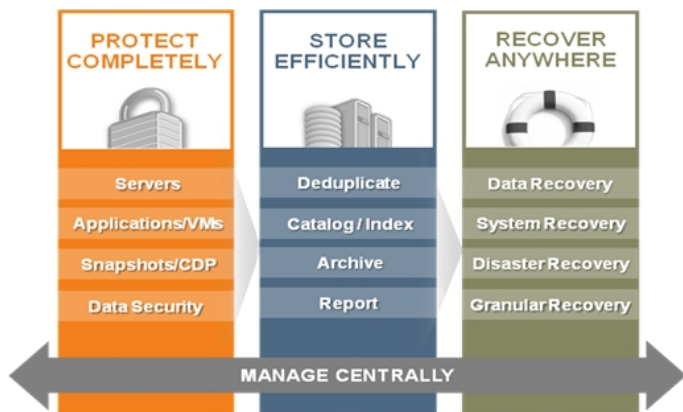 PROTECT
COMPLETELY
Servers
Applications/VMs
Snapshots/CDP
Data Security
STORE
EFFICIENTLY
Deduplicate
Catalog / Index
Archive
Report
RECOVER
ANYWHERE
Data Recovery
System Recovery
Disaster Recovery
Granular Recovery
MANAGE CENTRALLY